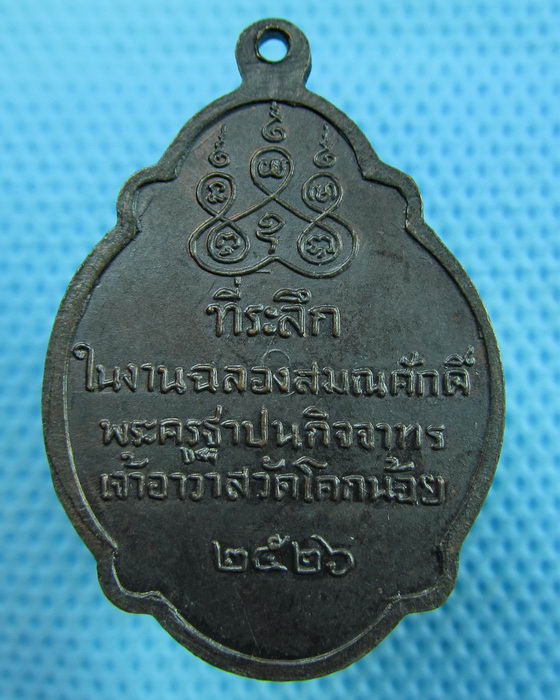 ที่ระลึก
ในงานฉลองสมณศักดิ์
พระครูฐาปนกิจจาทร
เจ้าอาวาสวัดโคกน้อย
๒๕๒๖